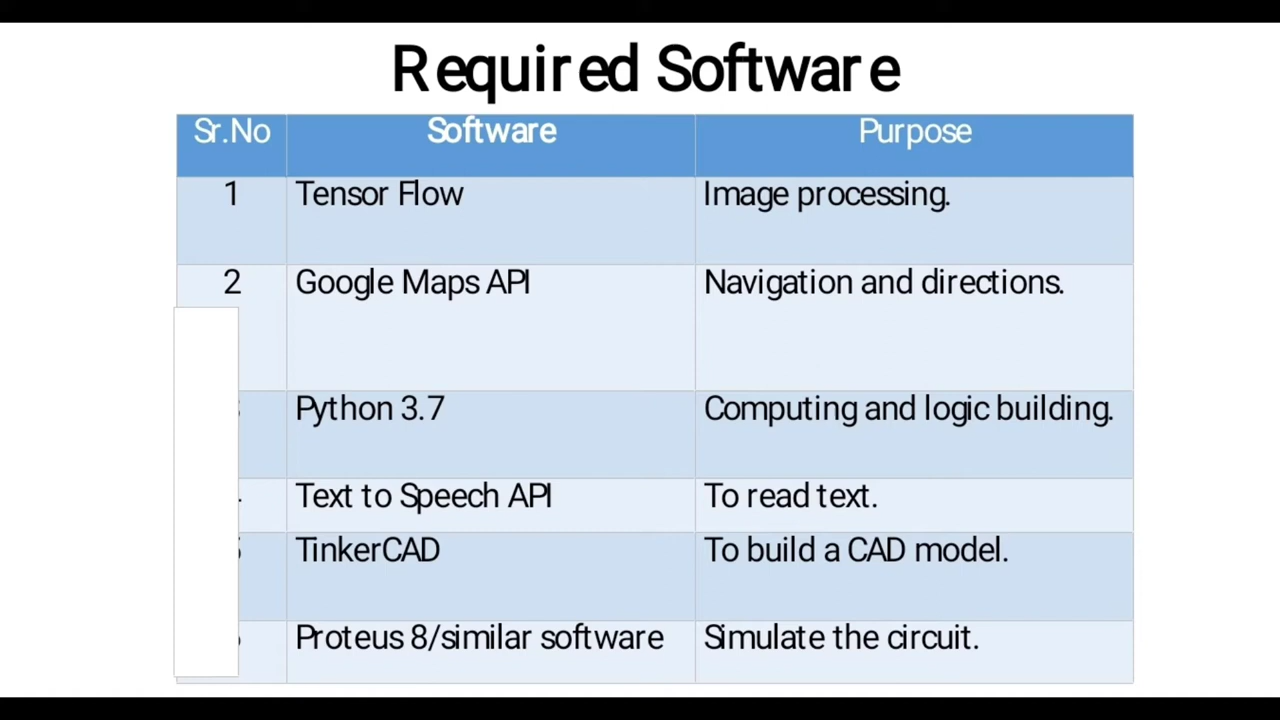 Required Software
Sr.No Software Purpose
1 Tensor Flow Image processing.
2 Google Maps API Navigation and directions.
Python 3.7 Computing and logic building.
Text to Speech API To read text.
TinkerCAD To build a CAD model.
Proteus 8/similar software Simulate the circuit.